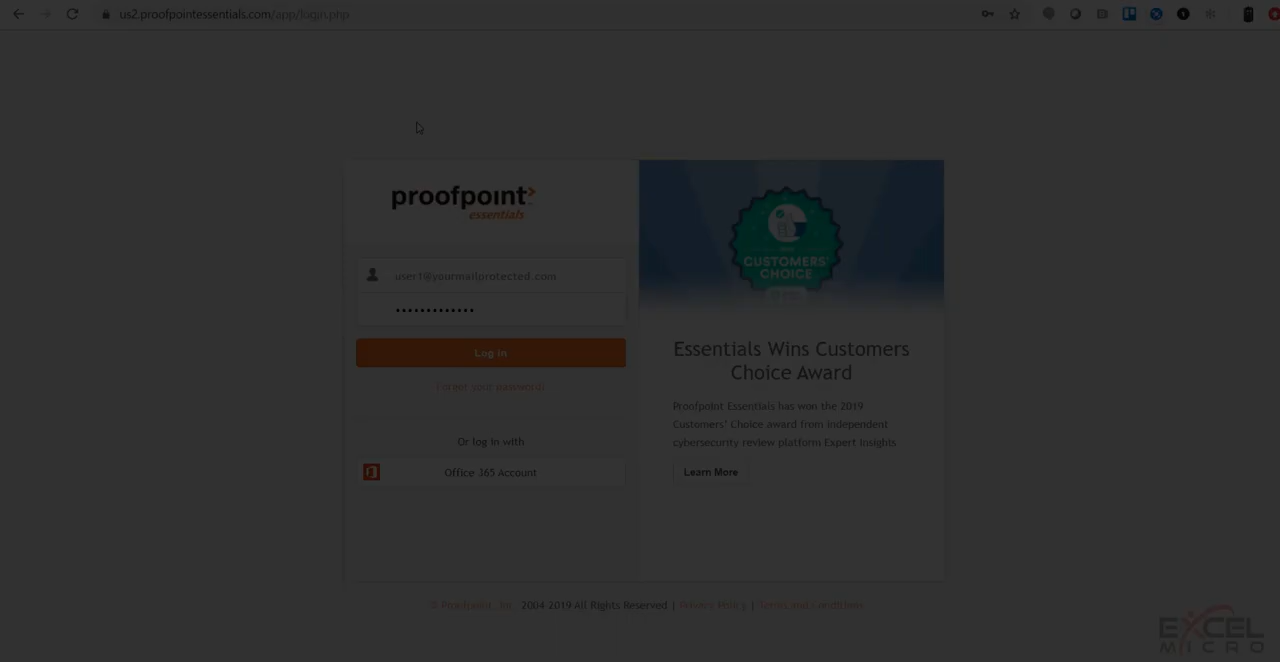 us2.proofpointessentials.com/app/login.php
proofpoint
essentials
user1@yourmailprotected.com
Log in
Forgot your password?
Or log in with
Office 365 Account
CUSTOMERS'
CHOICE
Essentials Wins Customers
Choice Award
Proofpoint Essentials has won the 2019
Customers' Choice award from independent
cybersecurity review platform Expert Insights
Learn More
© Proofpoint, Inc. 2004-2019 All Rights Reserved | Privacy Policy | Terms and Conditions
EXCEL
MICRO